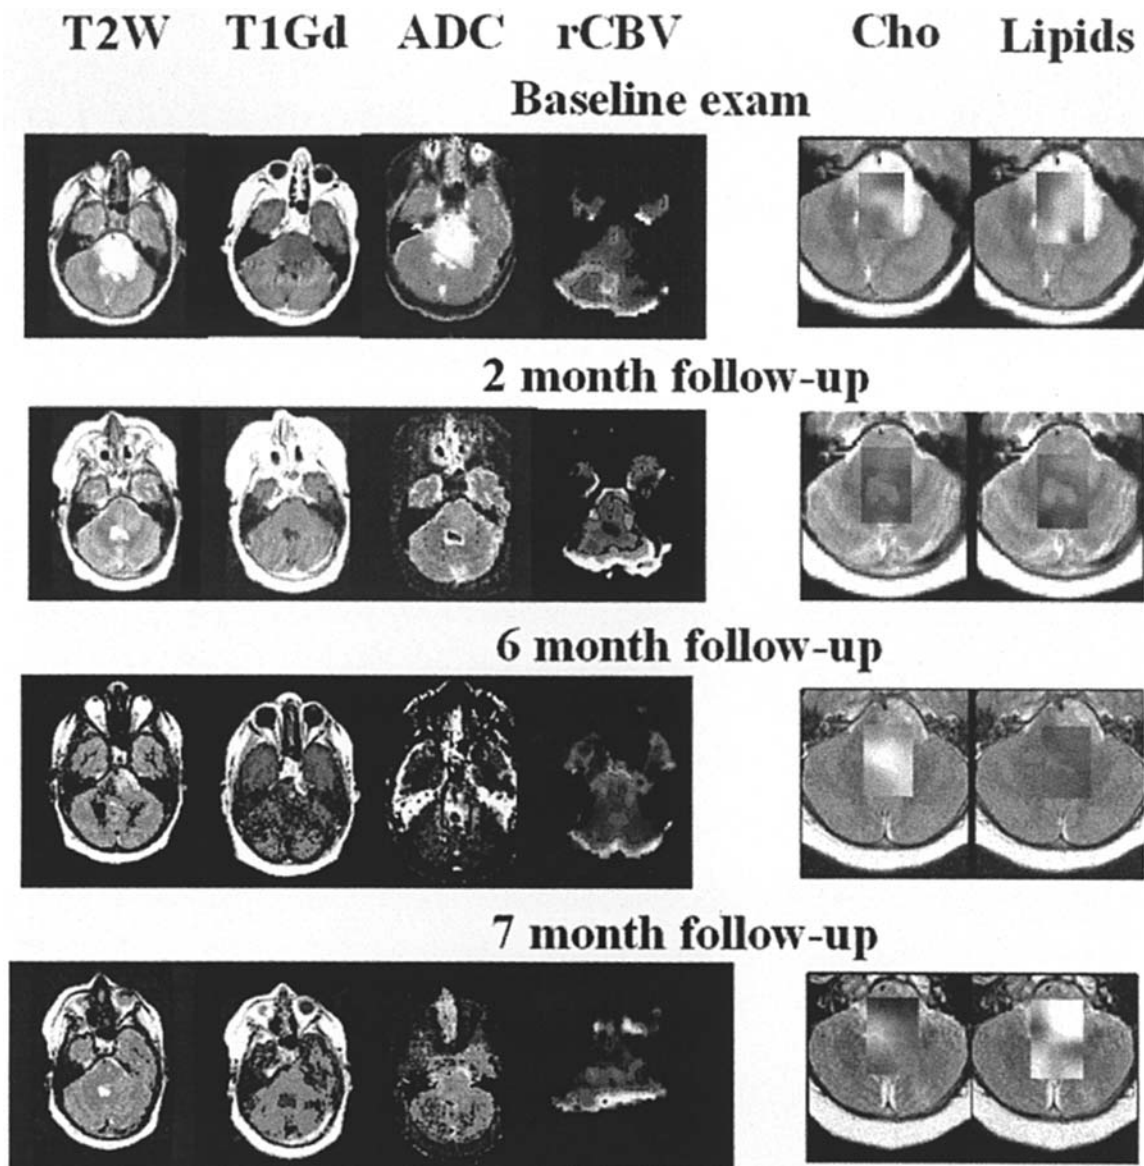 T2W T1Gd ADC rCBV Cho Lipids
Baseline exam
2 month follow-up
6 month follow-up
7 month follow-up